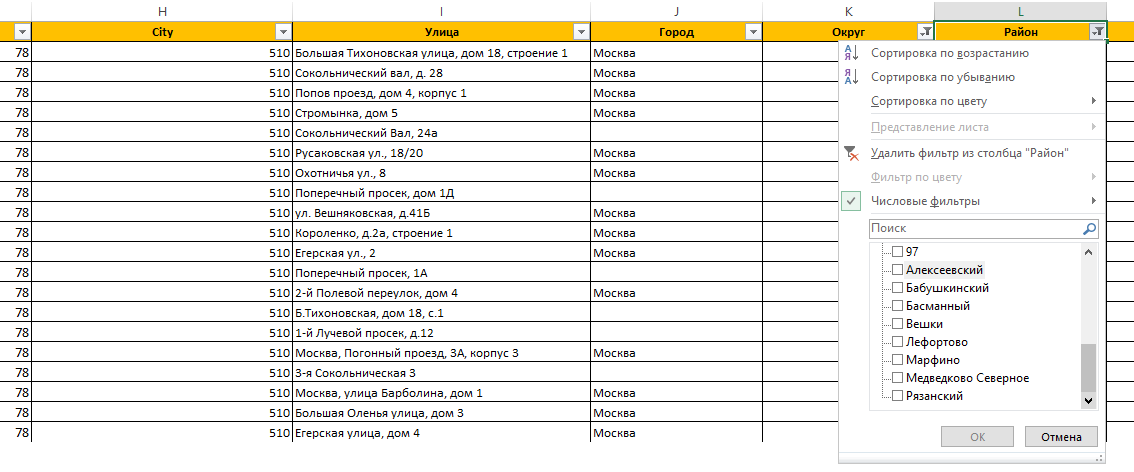 H I J K L
City Улица Город Округ Район
78 510 Большая Тихоновская улица, дом 18, строение 1 Москва
78 510 Сокольнический вал, д. 28 Москва
78 510 Попов проезд, дом 4, корпус 1 Москва
78 510 Стромынка, дом 5 Москва
78 510 Сокольнический Вал, 24а
78 510 Русаковская ул., 18/20 Москва
78 510 Охотничья ул., 8 Москва
78 510 Поперечный просек, дом 1Д
78 510 ул. Вешняковская, д.41Б Москва
78 510 Короленко, д.2а, строение 1 Москва
78 510 Егерская ул., 2 Москва
78 510 Поперечный просек, 1А
78 510 2-й Полевой переулок, дом 4 Москва
78 510 Б.Тихоновская, дом 18, с.1
78 510 1-й Лучевой просек, д.12
78 510 Москва, Погонный проезд, 3А, корпус 3 Москва
78 510 3-я Сокольническая 3
78 510 Москва, улица Барболина, дом 1 Москва
78 510 Большая Оленья улица, дом 3 Москва
78 510 Егерская улица, дом 4 Москва
Сортировка по возрастанию
Сортировка по убыванию
Сортировка по цвету
Представление листа
Удалить фильтр из столбца "Район"
Фильтр по цвету
Числовые фильтры
Поиск
97
Алексеевский
Бабушкинский
Басманный
Вешки
Лефортово
Марфино
Медведково Северное
Рязанский
ОК Отмена